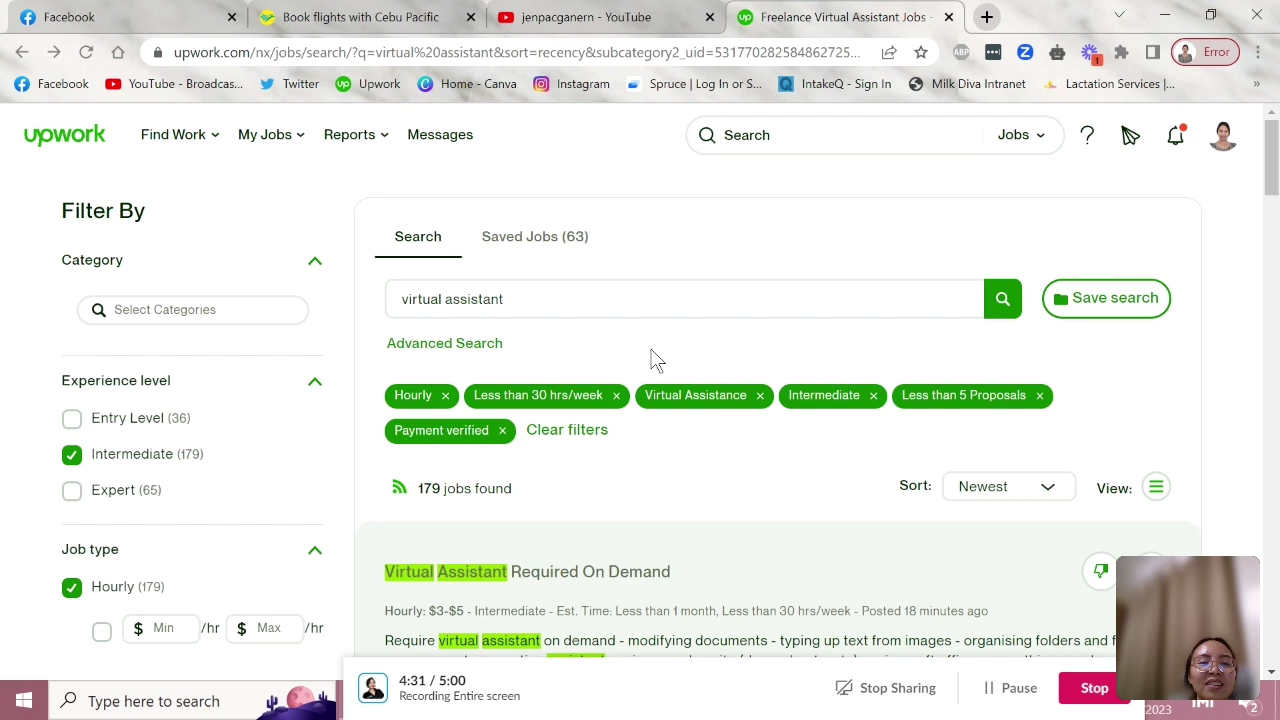 Facebook
Book flights with Cebu Pacific
jenpacgnern - YouTube
Freelance Virtual Assistant Jobs -
upwork.com/nx/jobs/search/?q=virtual%20assistant&sort=recency&subcategory2_uid=531770282584862725...
ABP
1
Error
Facebook
YouTube - Broadcas...
Twitter
Upwork
Home - Canva
Instagram
Spruce | Log In or S...
IntakeQ - Sign In
Milk Diva Lactation...
Lactation Services |...
»
upwork
Find Work
My Jobs
Reports
Messages
Search
Jobs
Filter By
Category
Select Categories
Experience level
Entry Level (36)
Intermediate (179)
Expert (65)
Job type
Hourly (179)
$ Min /hr
$ Max /hr
Search
Saved Jobs (63)
virtual assistant
Save search
Advanced Search
Hourly ×
Less than 30 hrs/week ×
Virtual Assistance ×
Intermediate ×
Less than 5 Proposals ×
Payment verified ×
Clear filters
179 jobs found
Sort:
Newest
View:
Virtual Assistant Required On Demand
Hourly: $3-$5 - Intermediate - Est. Time: Less than 1 month, Less than 30 hrs/week - Posted 18 minutes ago
Require virtual assistant on demand - modifying documents - typing up text from images - organising folders and f
4:31 / 5:00
Recording Entire screen
Stop Sharing
Pause
Stop
Type here to search
2023
2